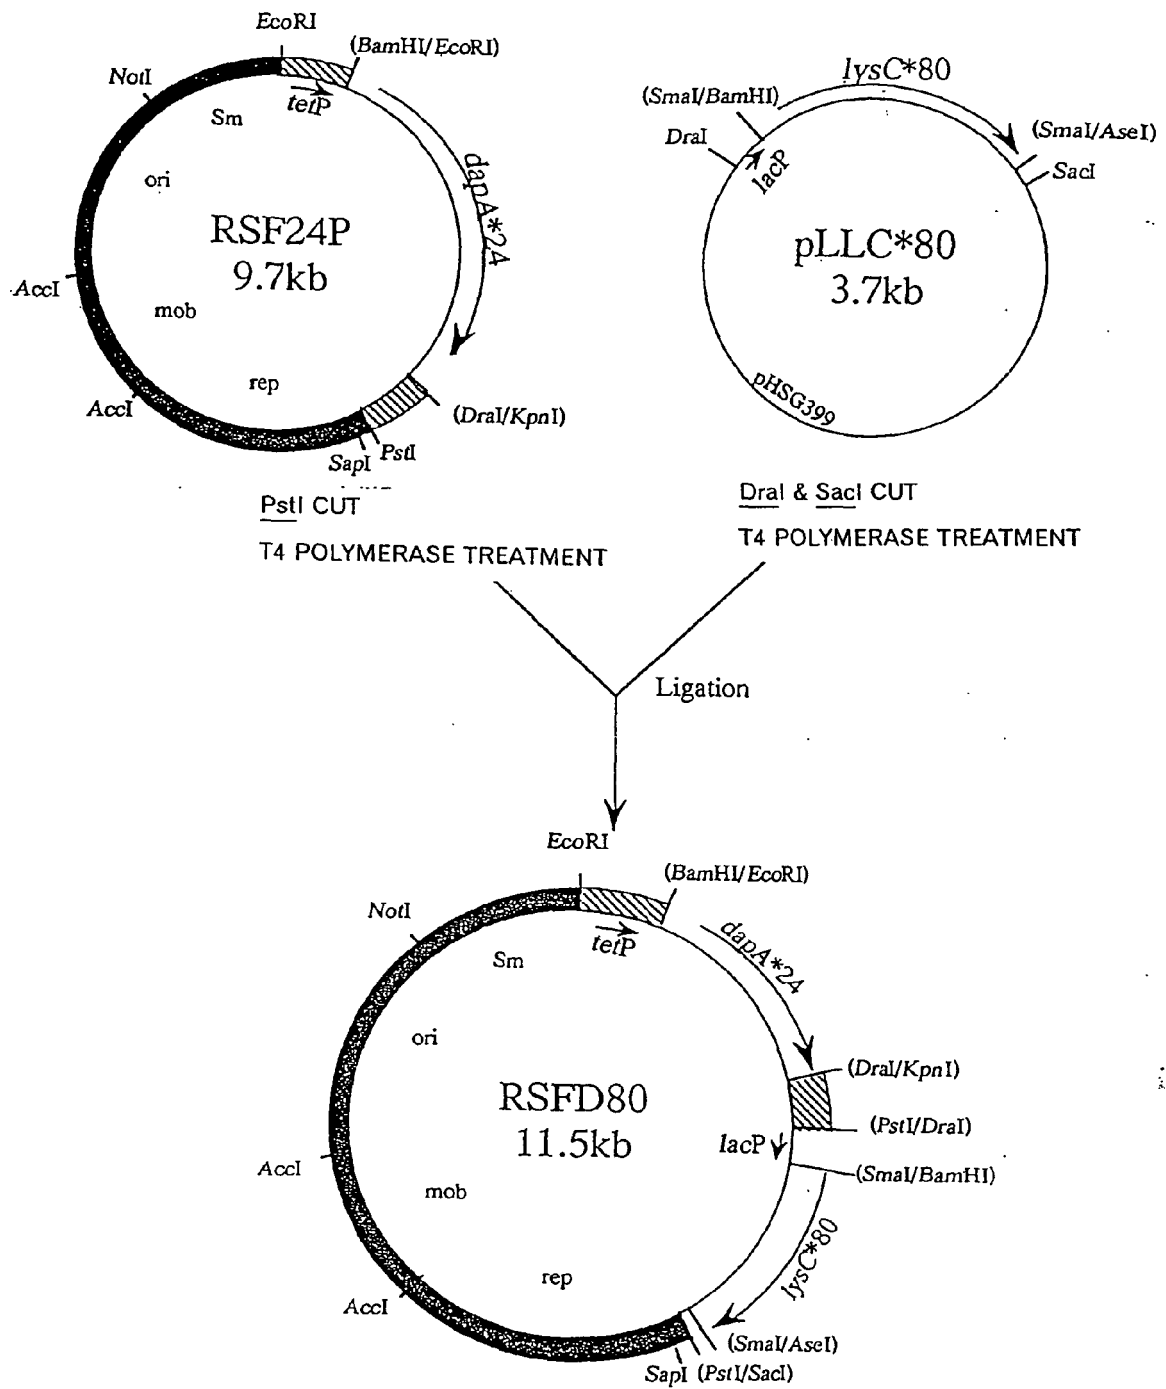 EcoRI
(BamHI/EcoRI)
NotI
tetP
Sm
ori
dapA*24
RSF24P
9.7kb
AccI
mob
rep
AccI
(DraI/KpnI)
PstI
SapI
lysC*80
(SmaI/BamHI)
(SmaI/AseI)
DraI
SacI
lacP
pLLC*80
3.7kb
pHSG399
PstI CUT
T4 POLYMERASE TREATMENT
DraI & SacI CUT
T4 POLYMERASE TREATMENT
Ligation
EcoRI
(BamHI/EcoRI)
NotI
tetP
dapA*24
Sm
ori
(DraI/KpnI)
RSFD80
11.5kb
(PstI/DraI)
lacP
AccI
(SmaI/BamHI)
mob
lysC*80
rep
AccI
(SmaI/AseI)
SapI (PstI/SacI)